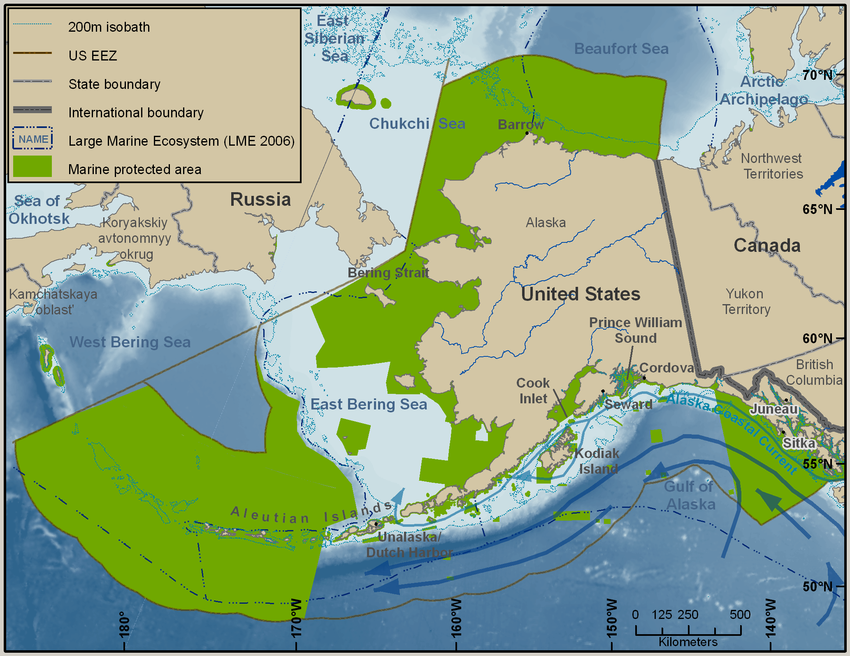 200m isobath
US EEZ
State boundary
International boundary
NAME
Large Marine Ecosystem (LME 2006)
Marine protected area
East
Siberian
Sea
Beaufort Sea
70°N
Arctic
Archipelago
Chukchi Sea
Barrow
Northwest
Territories
Sea of
Okhotsk
Russia
65°N
Koryakskiy
avtonomnyy
okrug
Alaska
Canada
Bering Strait
Kamchatskaya
oblast'
United States
Yukon
Territory
Prince William
Sound
60°N
West Bering Sea
British
Columbia
Cordova
Cook
Inlet
East Bering Sea
Seward
Alaska Coastal Current
Juneau
Sitka
Kodiak
Island
55°N
Gulf of
Alaska
Aleutian Islands
Unalaska/
Dutch Harbor
50°N
180°
170°W
160°W
150°W
140°W
0 125 250 500
Kilometers